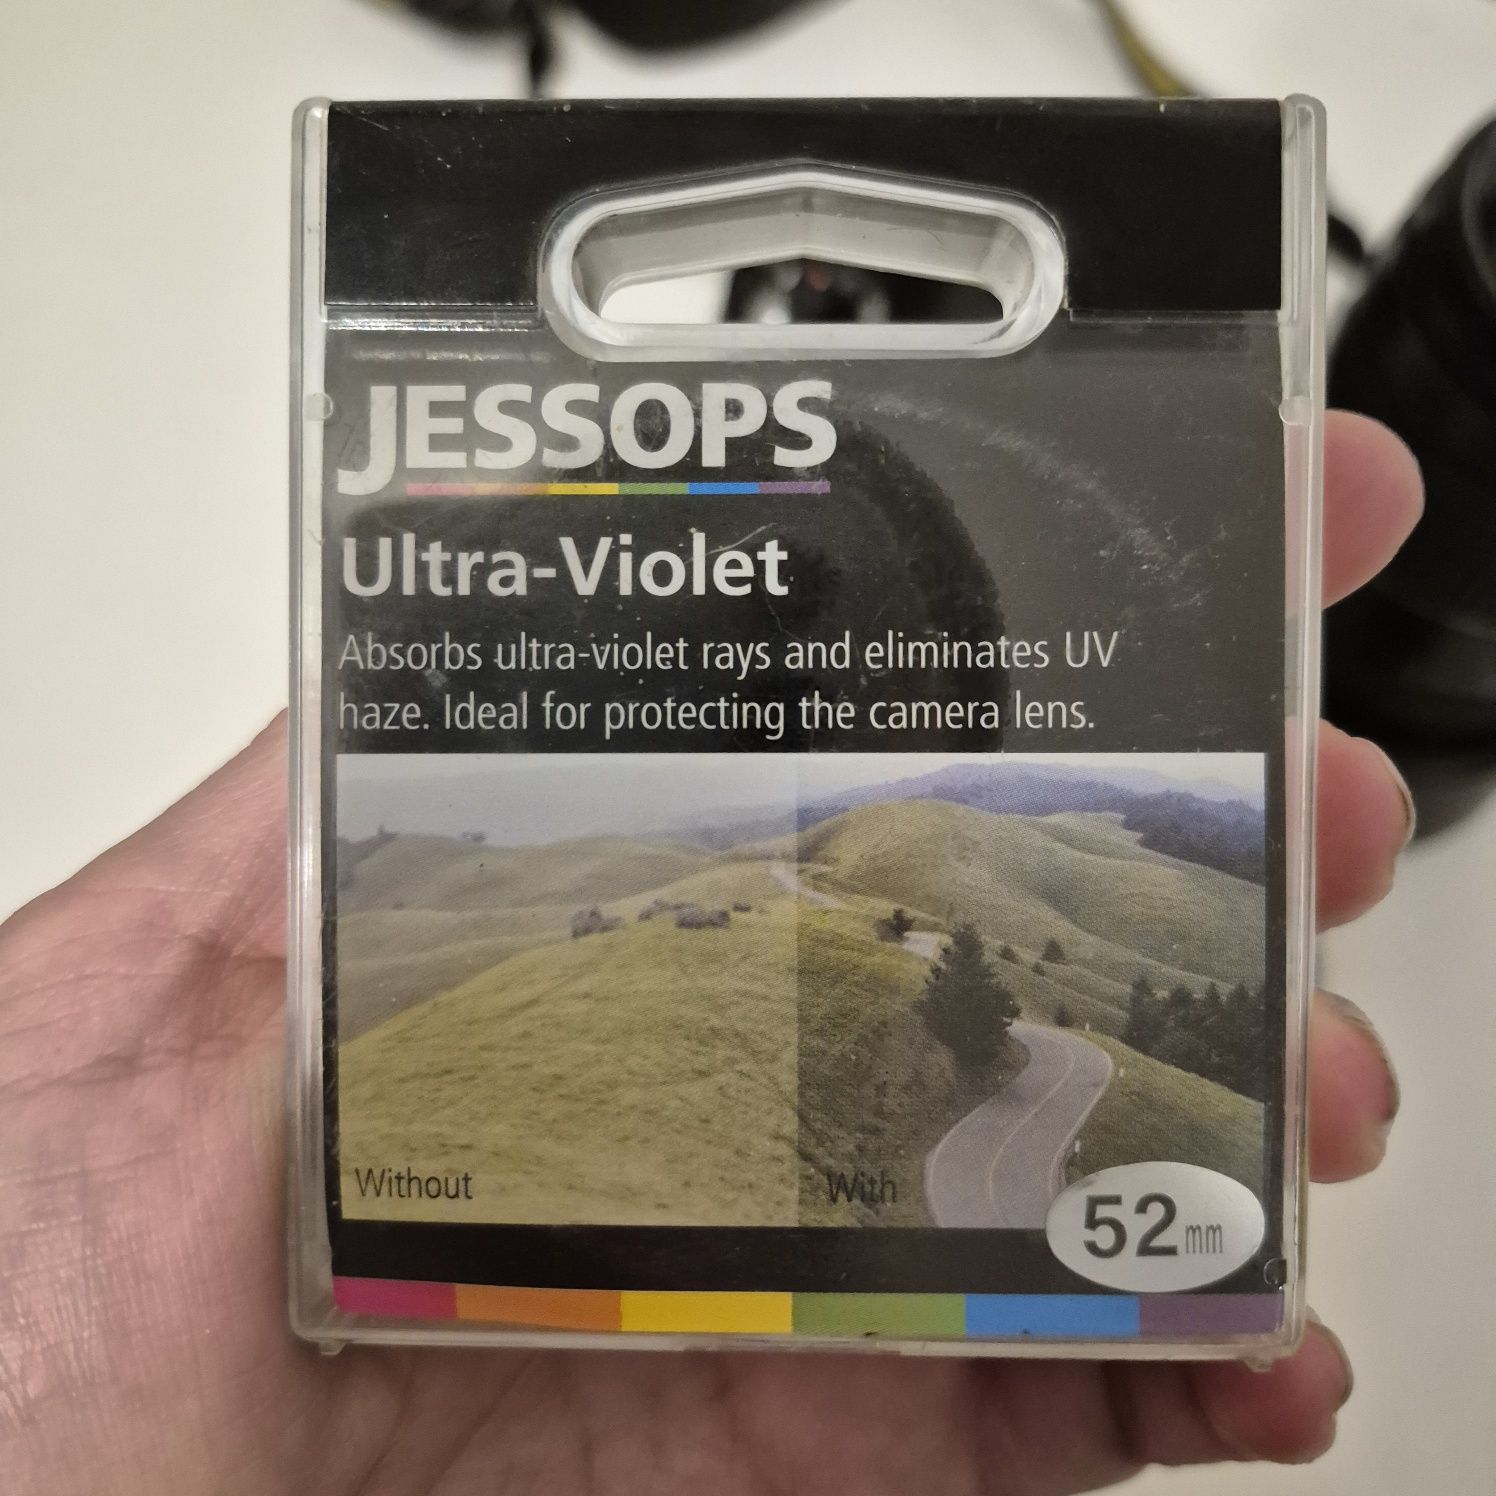 JESSOPS
Ultra-Violet
Absorbs ultra-violet rays and eliminates UV
haze. Ideal for protecting the camera lens.
Without
With
52mm